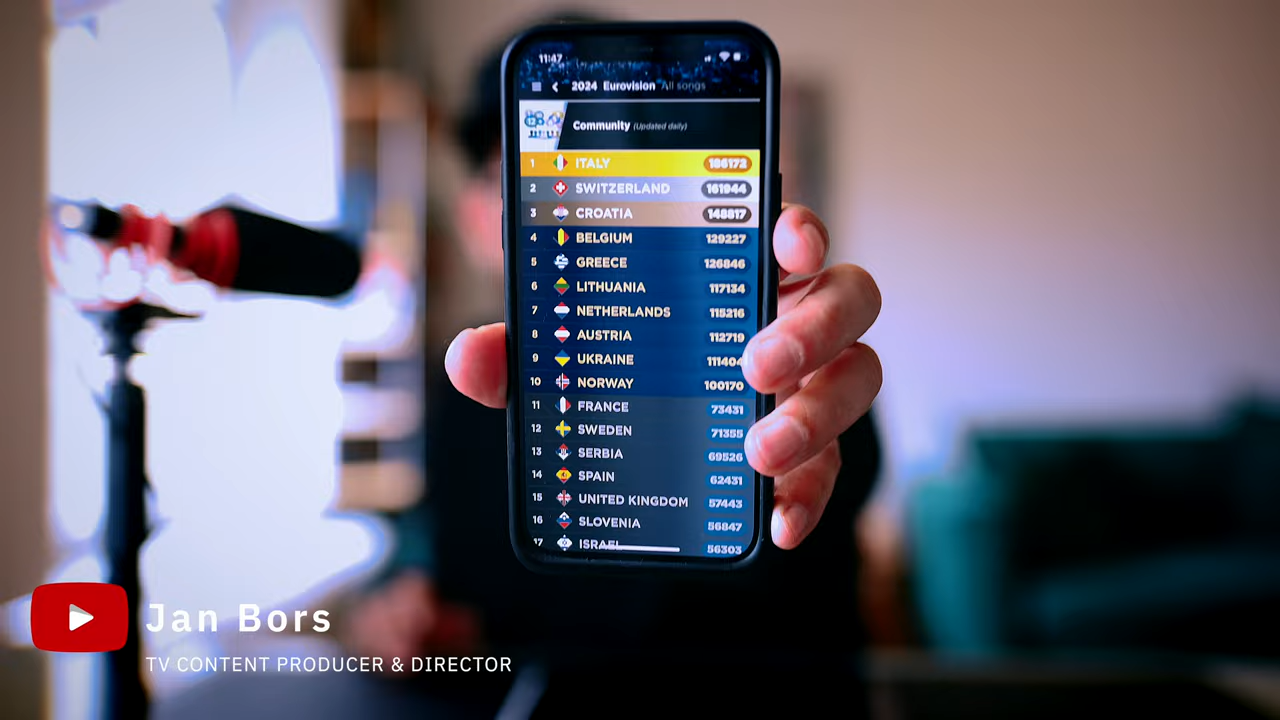 11:47
2024 Eurovision All songs
Community (Updated daily)
1 ITALY 186172
2 SWITZERLAND 161944
3 CROATIA 148817
4 BELGIUM 129227
5 GREECE 126846
6 LITHUANIA 117134
7 NETHERLANDS 115216
8 AUSTRIA 112719
9 UKRAINE 111404
10 NORWAY 100170
11 FRANCE 73431
12 SWEDEN 71355
13 SERBIA 69526
14 SPAIN 62431
15 UNITED KINGDOM 57443
16 SLOVENIA 56847
17 ISRAEL 56303
Jan Bors
TV CONTENT PRODUCER & DIRECTOR